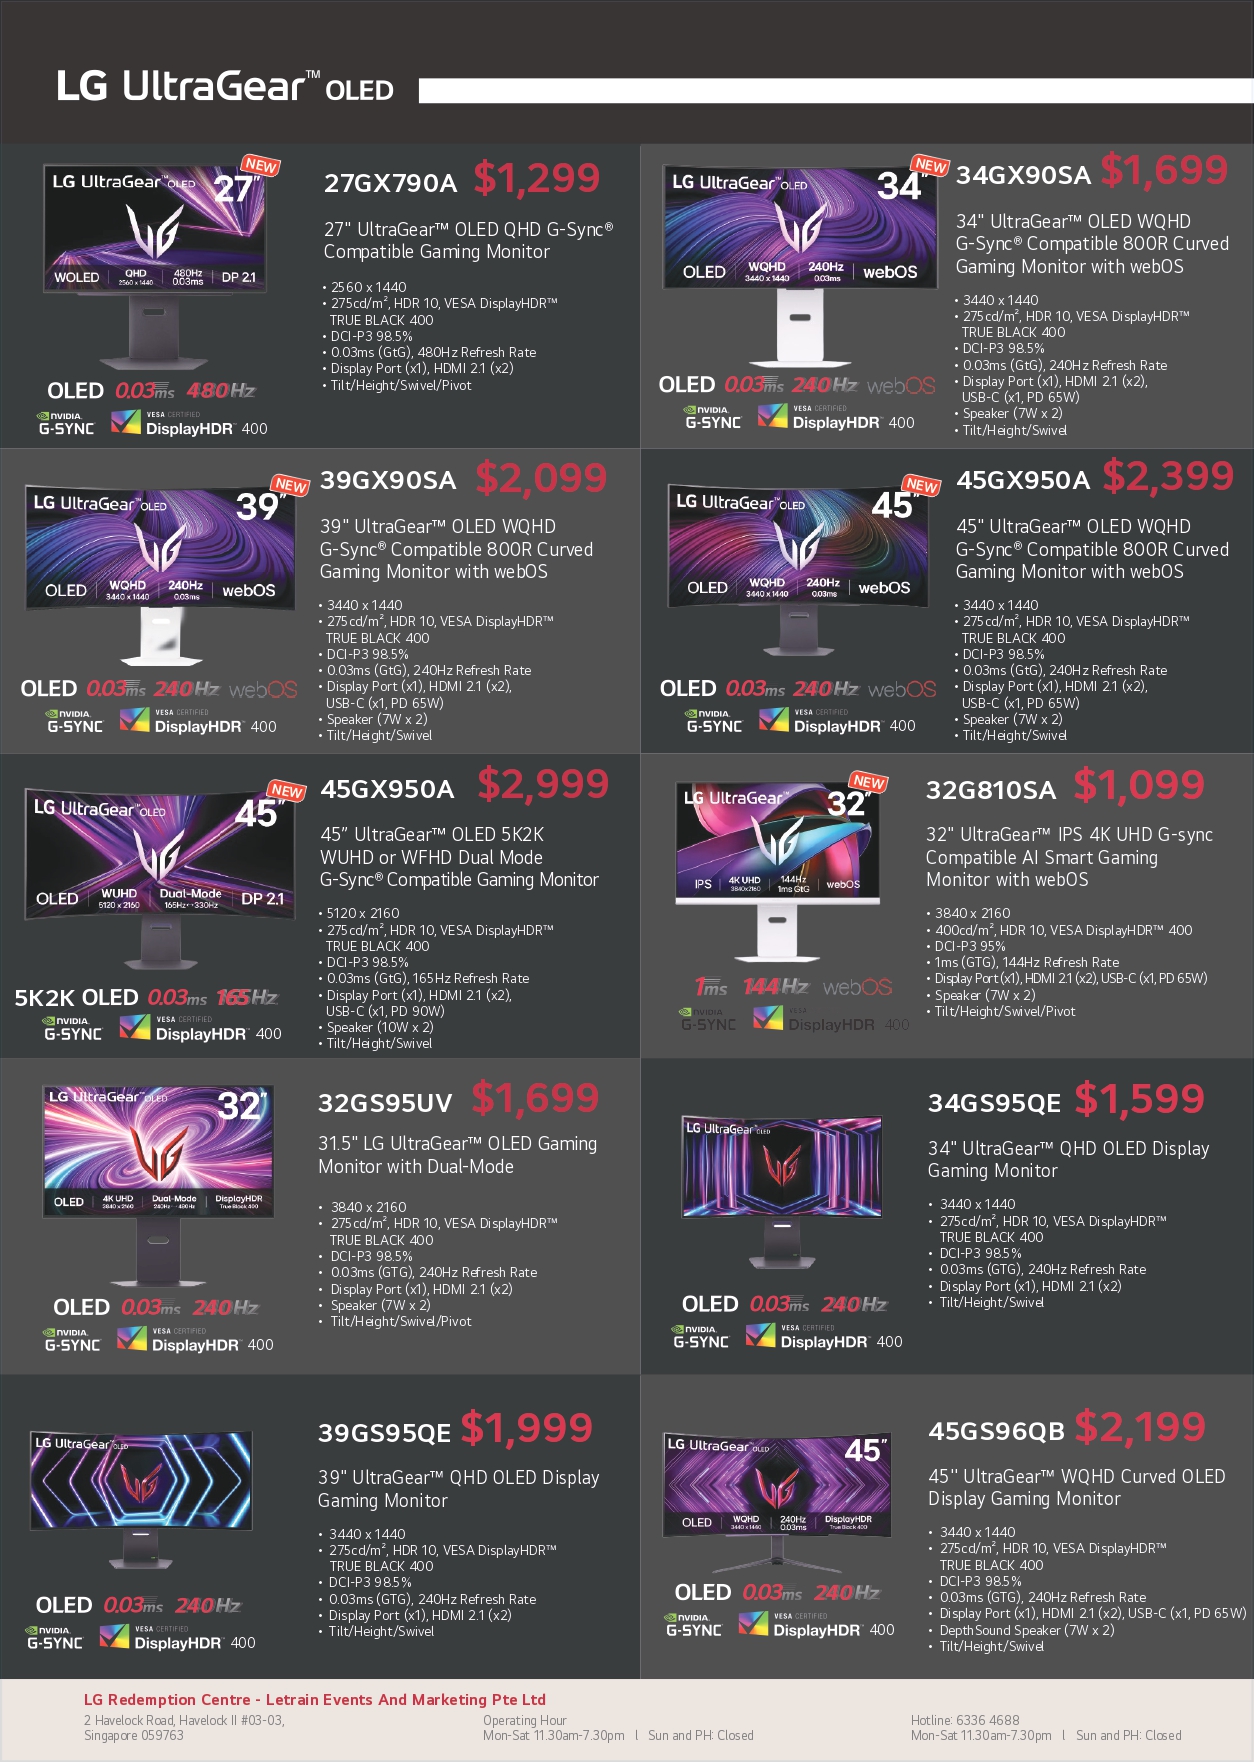 LG UltraGear™ OLED
NEW
LG UltraGear™ OLED 27"
WOLED QHD 2560 x 1440 480Hz 0.03ms DP 2.1
OLED 0.03ms 480Hz
NVIDIA. G-SYNC VESA CERTIFIED DisplayHDR™ 400
27GX790A $1,299
27" UltraGear™ OLED QHD G-Sync®
Compatible Gaming Monitor
• 2560 x 1440
• 275cd/m², HDR 10, VESA DisplayHDR™
TRUE BLACK 400
• DCI-P3 98.5%
• 0.03ms (GtG), 480Hz Refresh Rate
• Display Port (x1), HDMI 2.1 (x2)
• Tilt/Height/Swivel/Pivot
NEW
LG UltraGear™ OLED 34"
OLED WQHD 3440 x 1440 240Hz 0.03ms webOS
OLED 0.03ms 240Hz webOS
NVIDIA. G-SYNC VESA CERTIFIED DisplayHDR™ 400
34GX90SA $1,699
34" UltraGear™ OLED WQHD
G-Sync® Compatible 800R Curved
Gaming Monitor with webOS
• 3440 x 1440
• 275cd/m², HDR 10, VESA DisplayHDR™
TRUE BLACK 400
• DCI-P3 98.5%
• 0.03ms (GtG), 240Hz Refresh Rate
• Display Port (x1), HDMI 2.1 (x2),
USB-C (x1, PD 65W)
• Speaker (7W x 2)
• Tilt/Height/Swivel
NEW
LG UltraGear™ OLED 39"
OLED WQHD 3440 x 1440 240Hz 0.03ms webOS
OLED 0.03ms 240Hz webOS
NVIDIA. G-SYNC VESA CERTIFIED DisplayHDR™ 400
39GX90SA $2,099
39" UltraGear™ OLED WQHD
G-Sync® Compatible 800R Curved
Gaming Monitor with webOS
• 3440 x 1440
• 275cd/m², HDR 10, VESA DisplayHDR™
TRUE BLACK 400
• DCI-P3 98.5%
• 0.03ms (GtG), 240Hz Refresh Rate
• Display Port (x1), HDMI 2.1 (x2),
USB-C (x1, PD 65W)
• Speaker (7W x 2)
• Tilt/Height/Swivel
NEW
LG UltraGear™ OLED 45"
OLED WQHD 3440 x 1440 240Hz 0.03ms webOS
OLED 0.03ms 240Hz webOS
NVIDIA. G-SYNC VESA CERTIFIED DisplayHDR™ 400
45GX950A $2,399
45" UltraGear™ OLED WQHD
G-Sync® Compatible 800R Curved
Gaming Monitor with webOS
• 3440 x 1440
• 275cd/m², HDR 10, VESA DisplayHDR™
TRUE BLACK 400
• DCI-P3 98.5%
• 0.03ms (GtG), 240Hz Refresh Rate
• Display Port (x1), HDMI 2.1 (x2),
USB-C (x1, PD 65W)
• Speaker (7W x 2)
• Tilt/Height/Swivel
NEW
LG UltraGear™ OLED 45"
OLED WUHD 5120 x 2160 Dual-Mode 165Hz↔330Hz DP 2.1
5K2K OLED 0.03ms 165Hz
NVIDIA. G-SYNC VESA CERTIFIED DisplayHDR™ 400
45GX950A $2,999
45" UltraGear™ OLED 5K2K
WUHD or WFHD Dual Mode
G-Sync® Compatible Gaming Monitor
• 5120 x 2160
• 275cd/m², HDR 10, VESA DisplayHDR™
TRUE BLACK 400
• DCI-P3 98.5%
• 0.03ms (GtG), 165Hz Refresh Rate
• Display Port (x1), HDMI 2.1 (x2),
USB-C (x1, PD 90W)
• Speaker (10W x 2)
• Tilt/Height/Swivel
NEW
LG UltraGear™ 32"
IPS 4K UHD 3840x2160 144Hz 1ms GtG webOS
1ms 144Hz webOS
NVIDIA G-SYNC VESA DisplayHDR 400
32G810SA $1,099
32" UltraGear™ IPS 4K UHD G-sync
Compatible AI Smart Gaming
Monitor with webOS
• 3840 x 2160
• 400cd/m², HDR 10, VESA DisplayHDR™ 400
• DCI-P3 95%
• 1ms (GTG), 144Hz Refresh Rate
• Display Port (x1), HDMI 2.1 (x2), USB-C (x1, PD 65W)
• Speaker (7W x 2)
• Tilt/Height/Swivel/Pivot
LG UltraGear™ OLED 32"
OLED 4K UHD 3840 x 2160 Dual-Mode 240Hz↔480Hz DisplayHDR True Black 400
OLED 0.03ms 240Hz
NVIDIA. G-SYNC VESA CERTIFIED DisplayHDR™ 400
32GS95UV $1,699
31.5" LG UltraGear™ OLED Gaming
Monitor with Dual-Mode
• 3840 x 2160
• 275cd/m², HDR 10, VESA DisplayHDR™
TRUE BLACK 400
• DCI-P3 98.5%
• 0.03ms (GTG), 240Hz Refresh Rate
• Display Port (x1), HDMI 2.1 (x2)
• Speaker (7W x 2)
• Tilt/Height/Swivel/Pivot
LG UltraGear™ OLED
OLED 0.03ms 240Hz
NVIDIA. G-SYNC VESA CERTIFIED DisplayHDR™ 400
34GS95QE $1,599
34" UltraGear™ QHD OLED Display
Gaming Monitor
• 3440 x 1440
• 275cd/m², HDR 10, VESA DisplayHDR™
TRUE BLACK 400
• DCI-P3 98.5%
• 0.03ms (GTG), 240Hz Refresh Rate
• Display Port (x1), HDMI 2.1 (x2)
• Tilt/Height/Swivel
LG UltraGear™ OLED
OLED 0.03ms 240Hz
NVIDIA. G-SYNC VESA CERTIFIED DisplayHDR™ 400
39GS95QE $1,999
39" UltraGear™ QHD OLED Display
Gaming Monitor
• 3440 x 1440
• 275cd/m², HDR 10, VESA DisplayHDR™
TRUE BLACK 400
• DCI-P3 98.5%
• 0.03ms (GTG), 240Hz Refresh Rate
• Display Port (x1), HDMI 2.1 (x2)
• Tilt/Height/Swivel
LG UltraGear™ OLED 45"
OLED WQHD 3440 x 1440 240Hz 0.03ms DisplayHDR True Black 400
OLED 0.03ms 240Hz
NVIDIA. G-SYNC VESA CERTIFIED DisplayHDR™ 400
45GS96QB $2,199
45'' UltraGear™ WQHD Curved OLED
Display Gaming Monitor
• 3440 x 1440
• 275cd/m², HDR 10, VESA DisplayHDR™
TRUE BLACK 400
• DCI-P3 98.5%
• 0.03ms (GTG), 240Hz Refresh Rate
• Display Port (x1), HDMI 2.1 (x2), USB-C (x1, PD 65W)
• DepthSound Speaker (7W x 2)
• Tilt/Height/Swivel
LG Redemption Centre - Letrain Events And Marketing Pte Ltd
2 Havelock Road, Havelock II #03-03,
Singapore 059763
Operating Hour
Mon-Sat 11.30am-7.30pm l Sun and PH: Closed
Hotline: 6336 4688
Mon-Sat 11.30am-7.30pm l Sun and PH: Closed